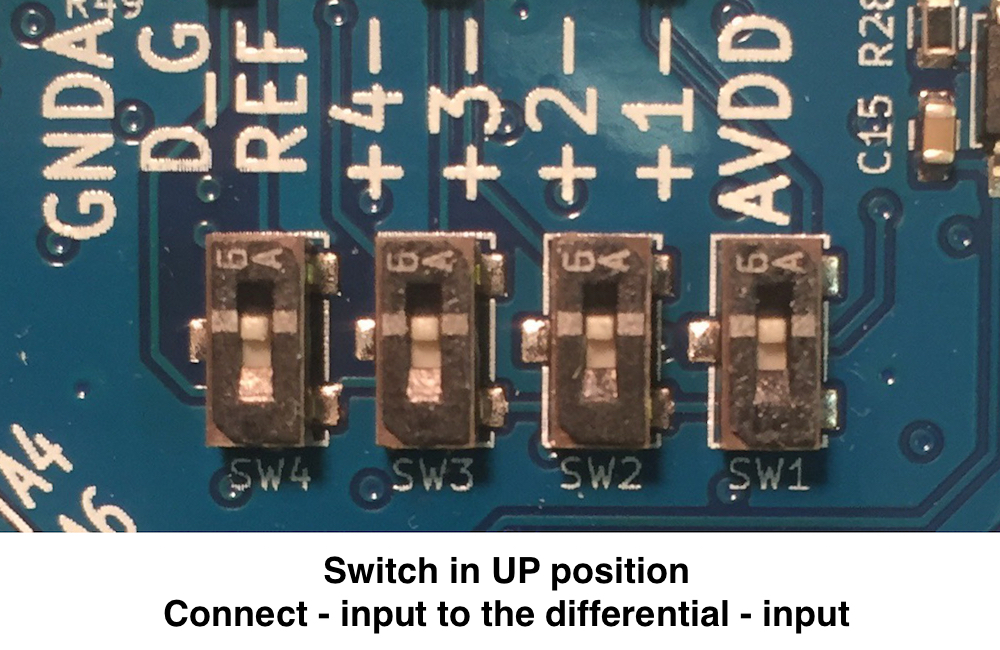 R49
GNDA
D_G
REF
+4-
+3-
+2-
+1-
AVDD
C15 R28
6A
6A
6A
6A
SW4
SW3
SW2
SW1
A4
Switch in UP position
Connect - input to the differential - input